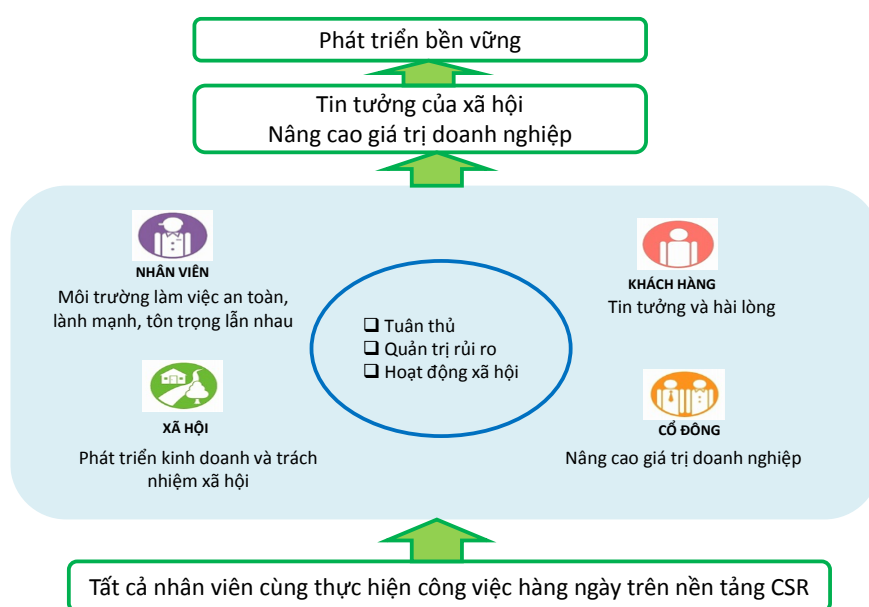 Phát triển bền vững
Tin tưởng của xã hội
Nâng cao giá trị doanh nghiệp
NHÂN VIÊN
Môi trường làm việc an toàn,
lành mạnh, tôn trọng lẫn nhau
KHÁCH HÀNG
Tin tưởng và hài lòng
❑ Tuân thủ
❑ Quản trị rủi ro
❑ Hoạt động xã hội
XÃ HỘI
Phát triển kinh doanh và trách
nhiệm xã hội
CỔ ĐÔNG
Nâng cao giá trị doanh nghiệp
Tất cả nhân viên cùng thực hiện công việc hàng ngày trên nền tảng CSR